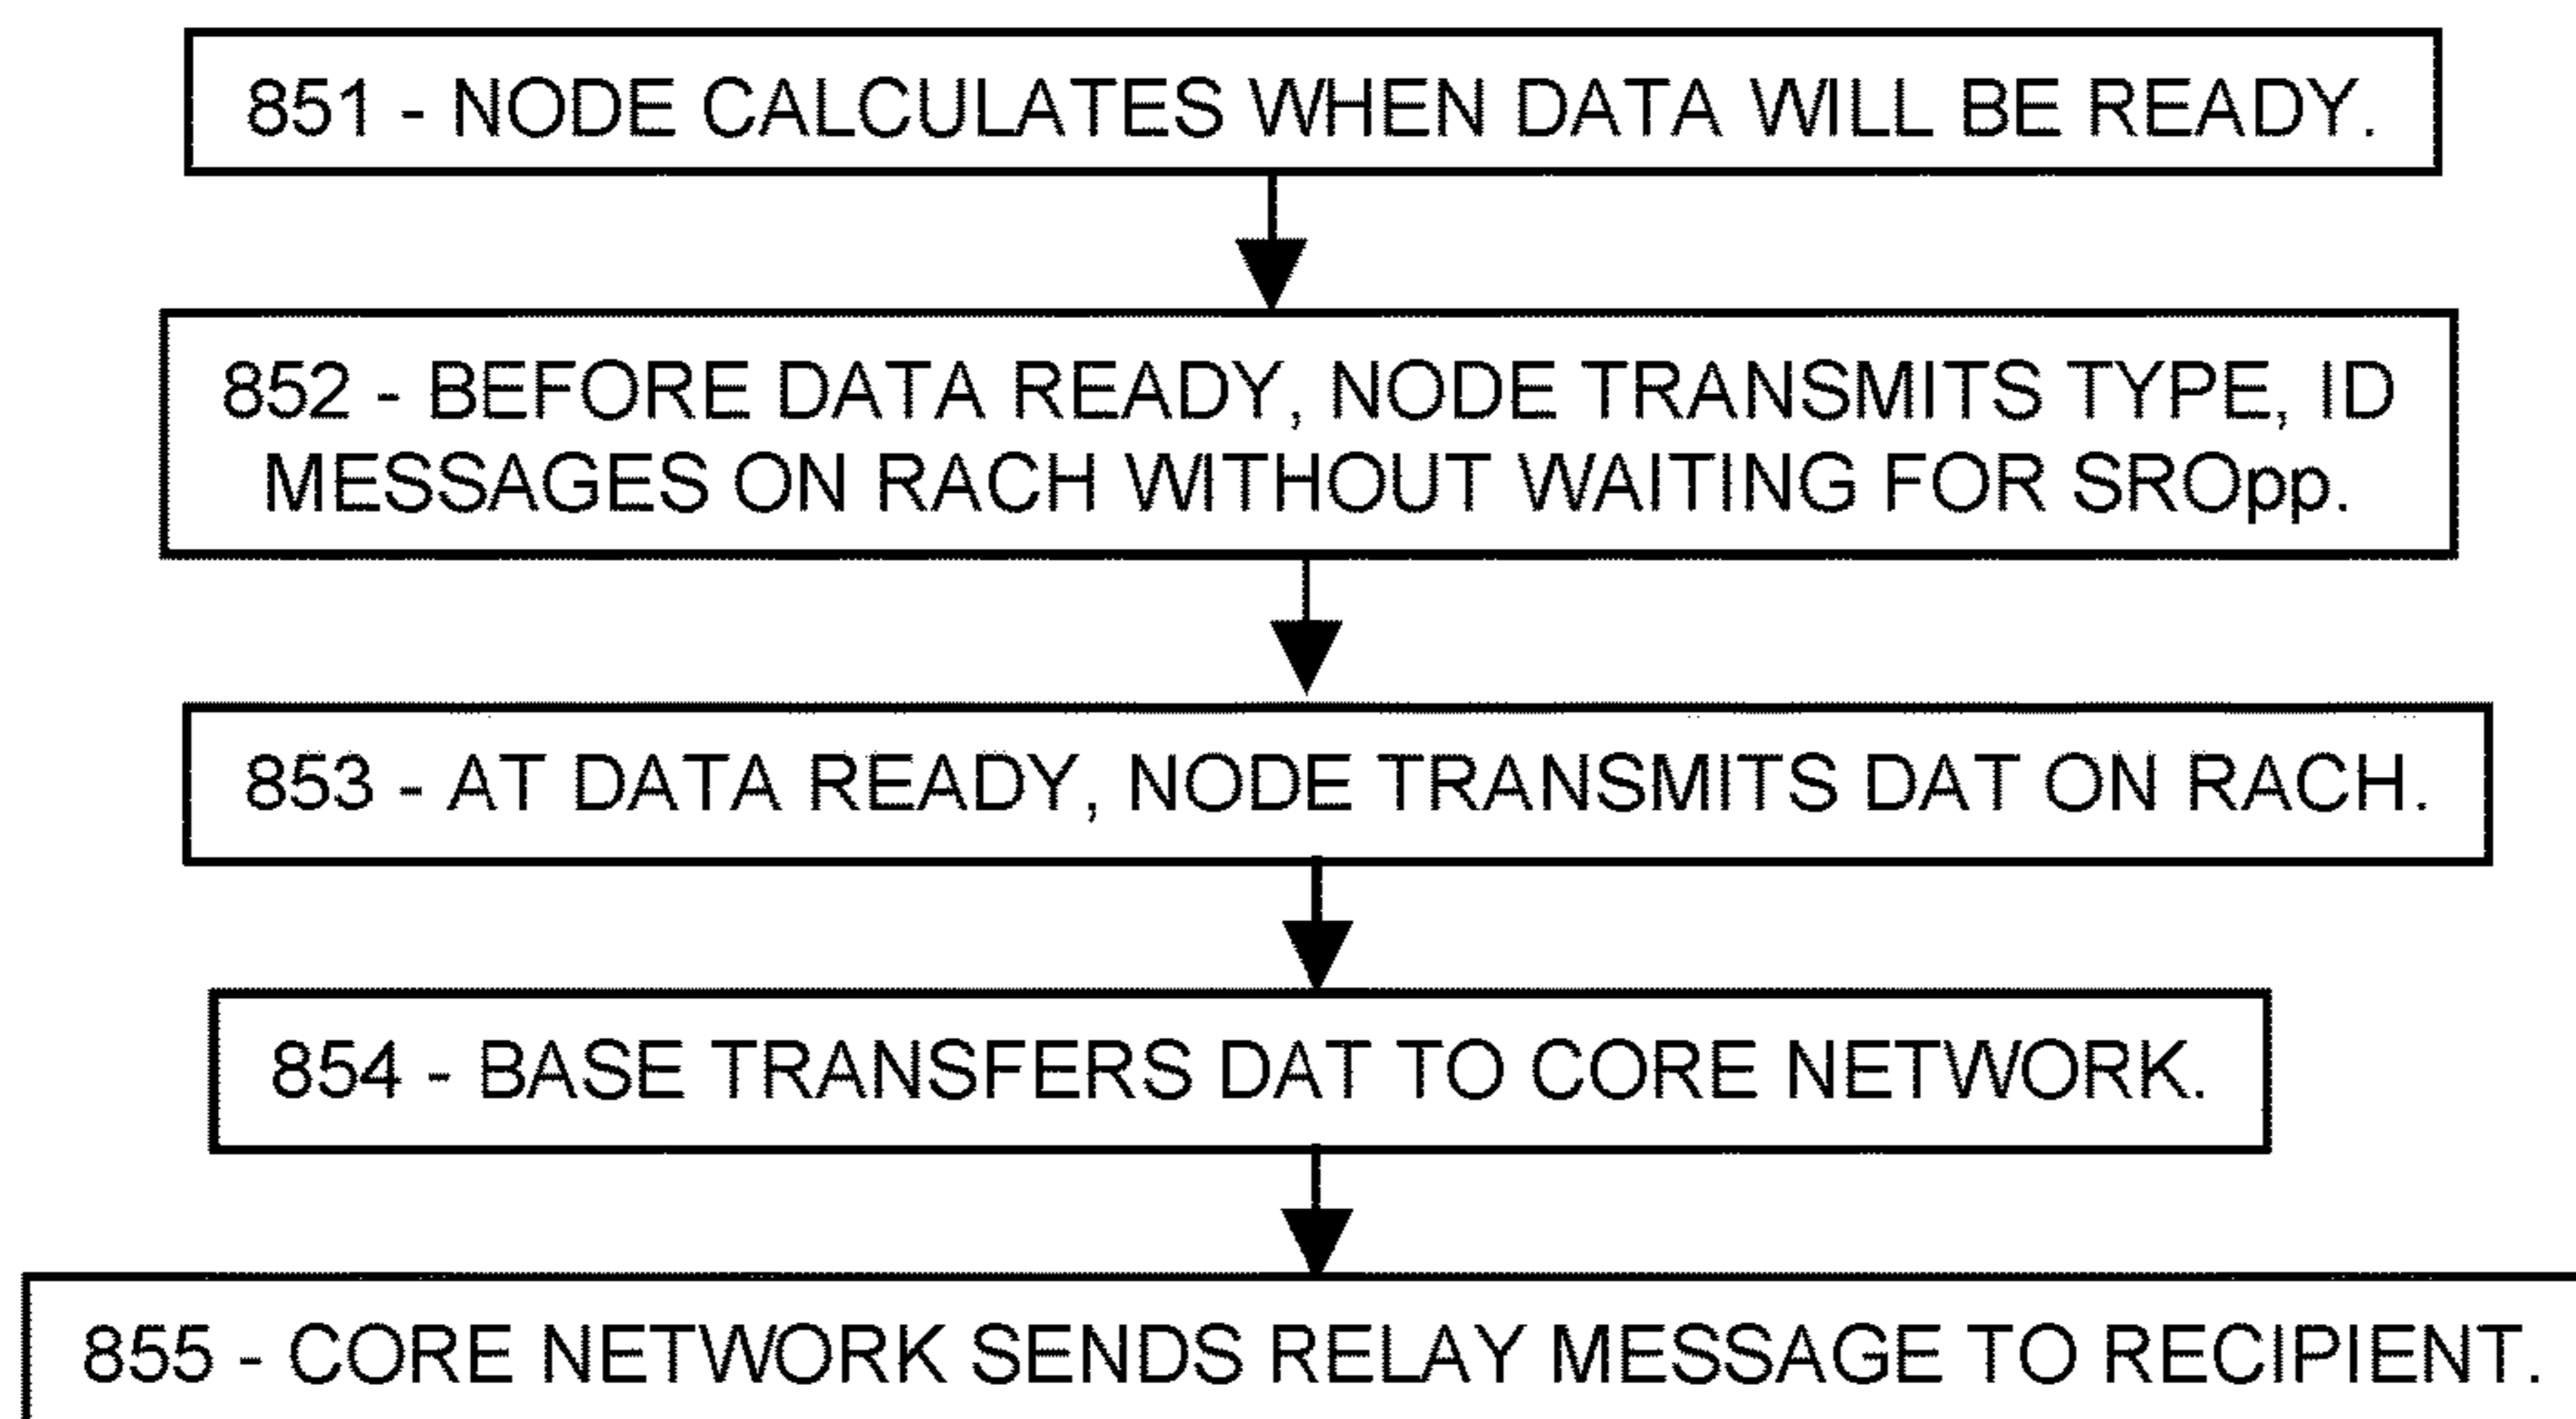 851 - NODE CALCULATES WHEN DATA WILL BE READY.
852 - BEFORE DATA READY, NODE TRANSMITS TYPE, ID
MESSAGES ON RACH WITHOUT WAITING FOR SROpp.
853 - AT DATA READY, NODE TRANSMITS DAT ON RACH.
854 - BASE TRANSFERS DAT TO CORE NETWORK.
855 - CORE NETWORK SENDS RELAY MESSAGE TO RECIPIENT.